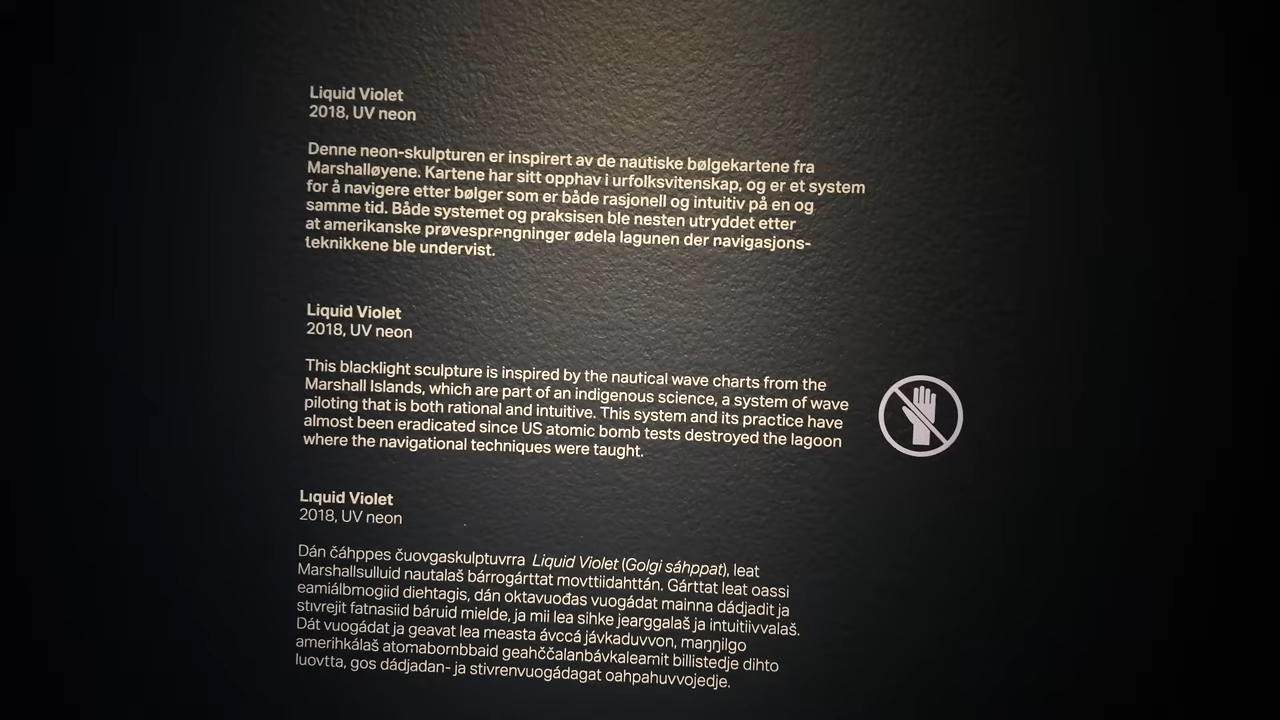 Liquid Violet
2018, UV neon
Denne neon-skulpturen er inspirert av de nautiske bølgekartene fra
Marshalløyene. Kartene har sitt opphav i urfolksvitenskap, og er et system
for å navigere etter bølger som er både rasjonell og intuitiv på en og
samme tid. Både systemet og praksisen ble nesten utryddet etter
at amerikanske prøvesprengninger ødela lagunen der navigasjons-
teknikkene ble undervist.
Liquid Violet
2018, UV neon
This blacklight sculpture is inspired by the nautical wave charts from the
Marshall Islands, which are part of an indigenous science, a system of wave
piloting that is both rational and intuitive. This system and its practice have
almost been eradicated since US atomic bomb tests destroyed the lagoon
where the navigational techniques were taught.
Liquid Violet
2018, UV neon
Dán čáhppes čuovgaskulptuvrra Liquid Violet (Golgi sáhppat), leat
Marshallsulluid nautalaš bárrogárttat movttiidahttán. Gárttat leat oassi
eamiálbmogiid diehtagis, dán oktavuođas vuogádat mainna dádjadit ja
stivrejit fatnasiid báruid mielde, ja mii lea sihke jearggalaš ja intuitiivvalaš.
Dát vuogádat ja geavat lea measta ávccá jávkaduvvon, maŋŋilgo
amerihkálaš atomabornbbaid geahččalanbávkaleamit billistedje dihto
luovtta, gos dádjadan- ja stivrenvuogádagat oahpahuvvojedje.